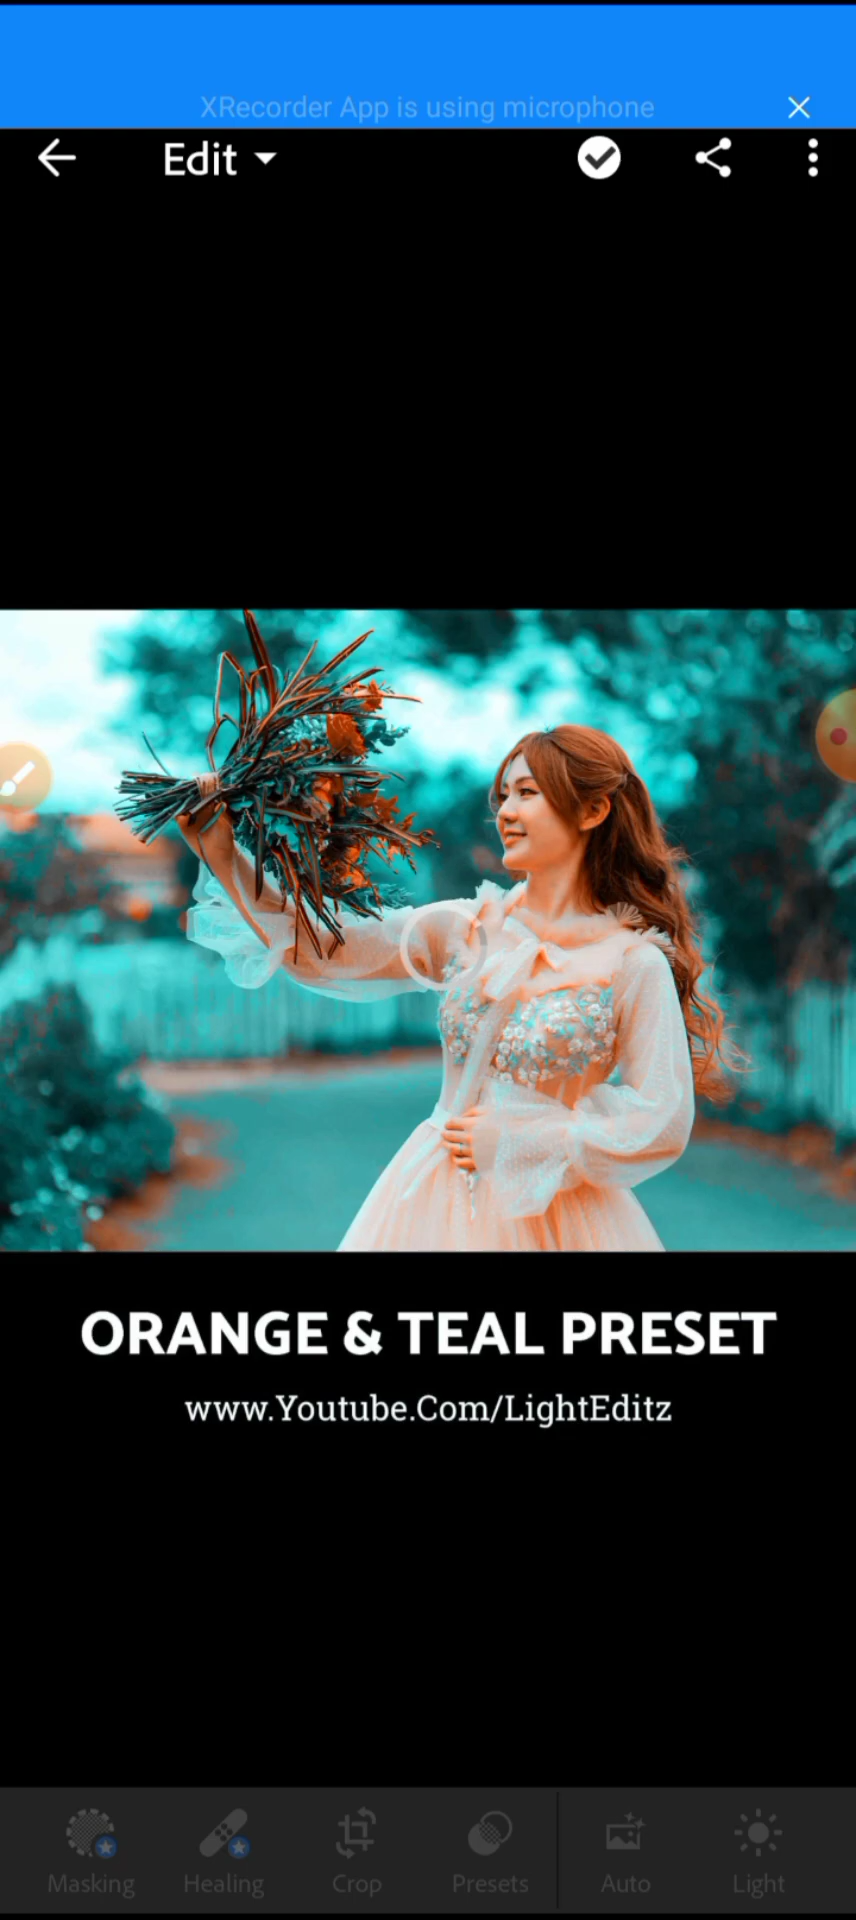 XRecorder App is using microphone
Edit
ORANGE & TEAL PRESET
www.Youtube.Com/LightEditz
Masking
Healing
Crop
Presets
Auto
Light